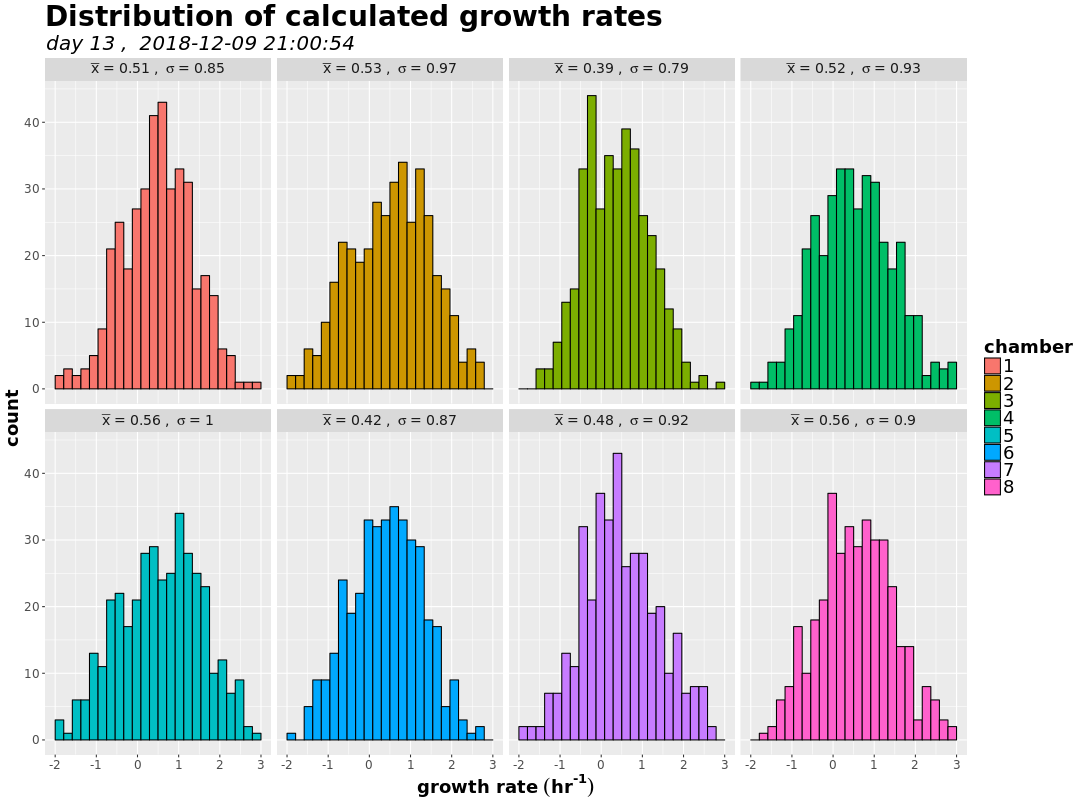 Distribution of calculated growth rates
day 13 ,  2018-12-09 21:00:54
x̅ = 0.51 ,  σ = 0.85
x̅ = 0.53 ,  σ = 0.97
x̅ = 0.39 ,  σ = 0.79
x̅ = 0.52 ,  σ = 0.93
40
30
20
10
0
count
x̅ = 0.56 ,  σ = 1
x̅ = 0.42 ,  σ = 0.87
x̅ = 0.48 ,  σ = 0.92
x̅ = 0.56 ,  σ = 0.9
40
30
20
10
0
-2 -1 0 1 2 3
-2 -1 0 1 2 3
-2 -1 0 1 2 3
-2 -1 0 1 2 3
growth rate (hr⁻¹)
chamber
1
2
3
4
5
6
7
8